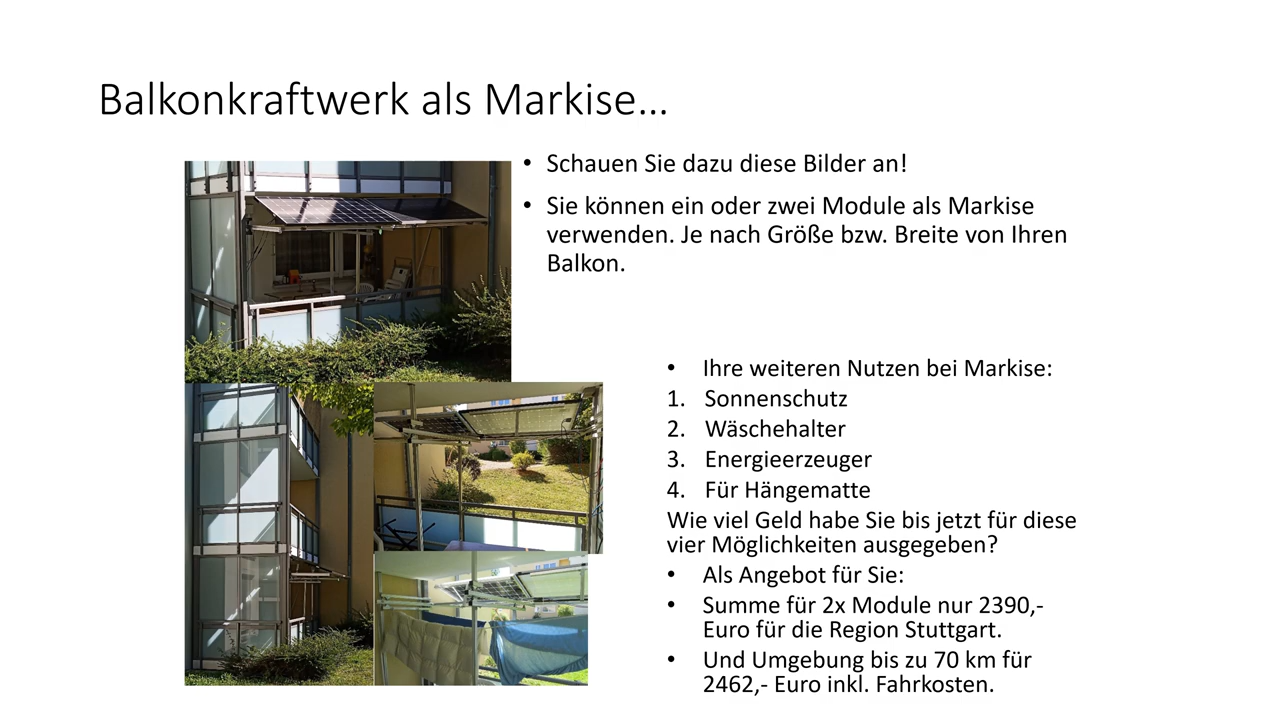 Balkonkraftwerk als Markise…
• Schauen Sie dazu diese Bilder an!
• Sie können ein oder zwei Module als Markise
verwenden. Je nach Größe bzw. Breite von Ihren
Balkon.
• Ihre weiteren Nutzen bei Markise:
1. Sonnenschutz
2. Wäschehalter
3. Energieerzeuger
4. Für Hängematte
Wie viel Geld habe Sie bis jetzt für diese
vier Möglichkeiten ausgegeben?
• Als Angebot für Sie:
• Summe für 2x Module nur 2390,-
Euro für die Region Stuttgart.
• Und Umgebung bis zu 70 km für
2462,- Euro inkl. Fahrkosten.